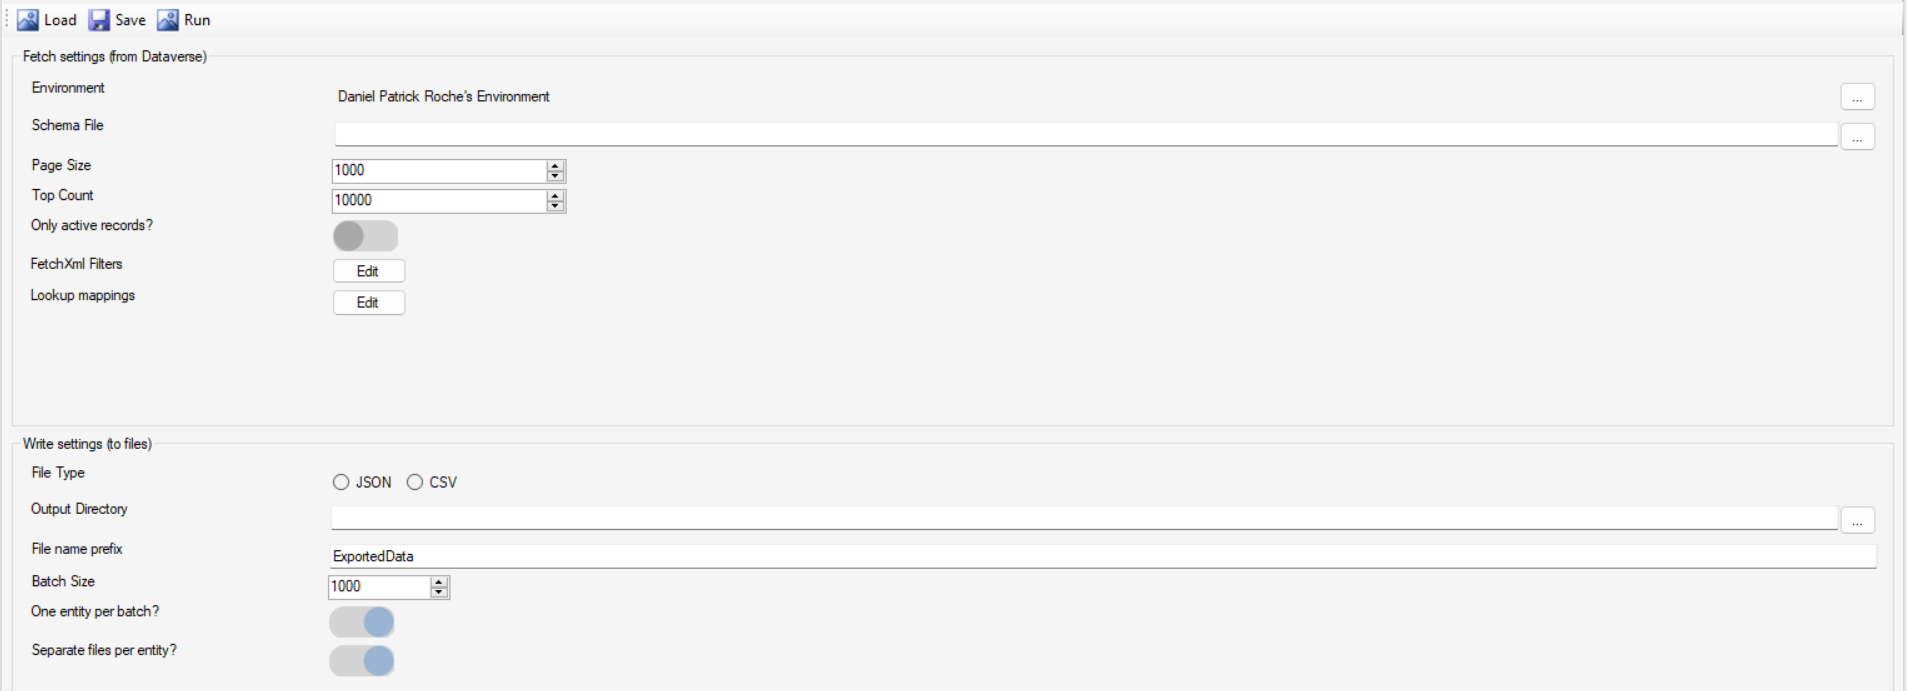 Load Save Run
Fetch settings (from Dataverse)
Environment
Daniel Patrick Roche's Environment
...
Schema File
...
Page Size
1000
Top Count
10000
Only active records?
FetchXml Filters
Edit
Lookup mappings
Edit
Write settings (to files)
File Type
JSON CSV
Output Directory
...
File name prefix
ExportedData
Batch Size
1000
One entity per batch?
Separate files per entity?